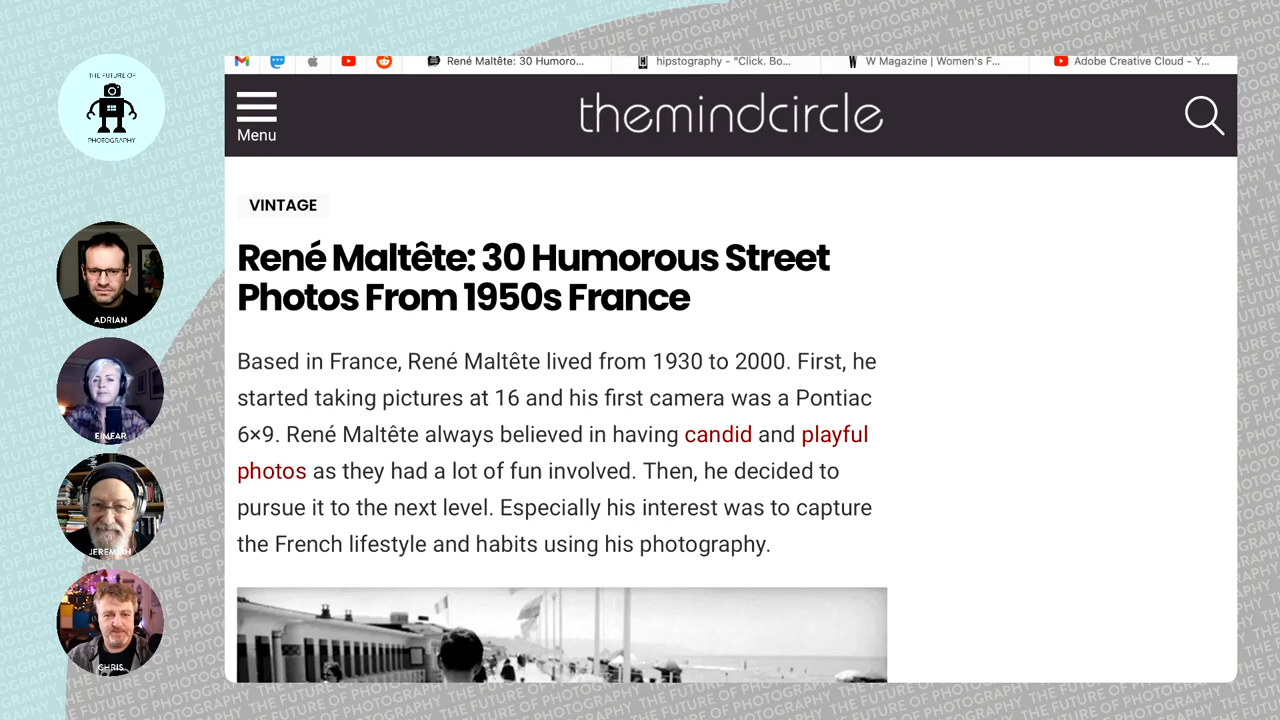 THE FUTURE OF
PHOTOGRAPHY
ADRIAN
EIMEAR
JEREMIAH
CHRIS
René Maltête: 30 Humoro...
hipstography - "Click. Bo...
W Magazine | Women's F...
Adobe Creative Cloud - Y...
Menu
themindcircle
VINTAGE
René Maltête: 30 Humorous Street
Photos From 1950s France
Based in France, René Maltête lived from 1930 to 2000. First, he
started taking pictures at 16 and his first camera was a Pontiac
6×9. René Maltête always believed in having candid and playful
photos as they had a lot of fun involved. Then, he decided to
pursue it to the next level. Especially his interest was to capture
the French lifestyle and habits using his photography.
THE FUTURE OF PHOTOGRAPHY